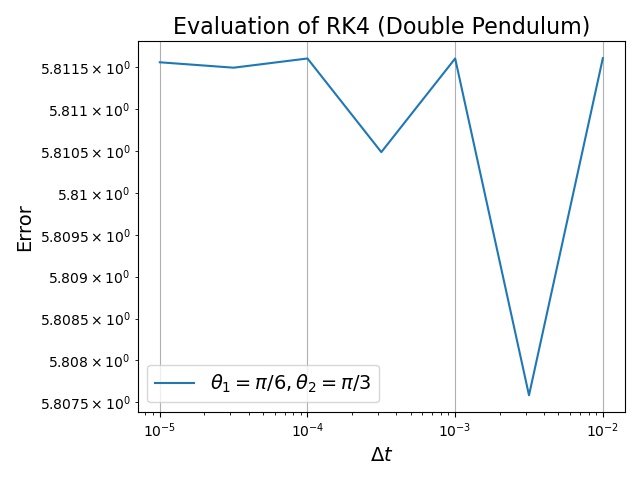 Evaluation of RK4 (Double Pendulum)
5.8115 × 10⁰
5.811 × 10⁰
5.8105 × 10⁰
5.81 × 10⁰
5.8095 × 10⁰
5.809 × 10⁰
5.8085 × 10⁰
5.808 × 10⁰
5.8075 × 10⁰
Error
θ₁ = π/6, θ₂ = π/3
10⁻⁵ 10⁻⁴ 10⁻³ 10⁻²
Δt